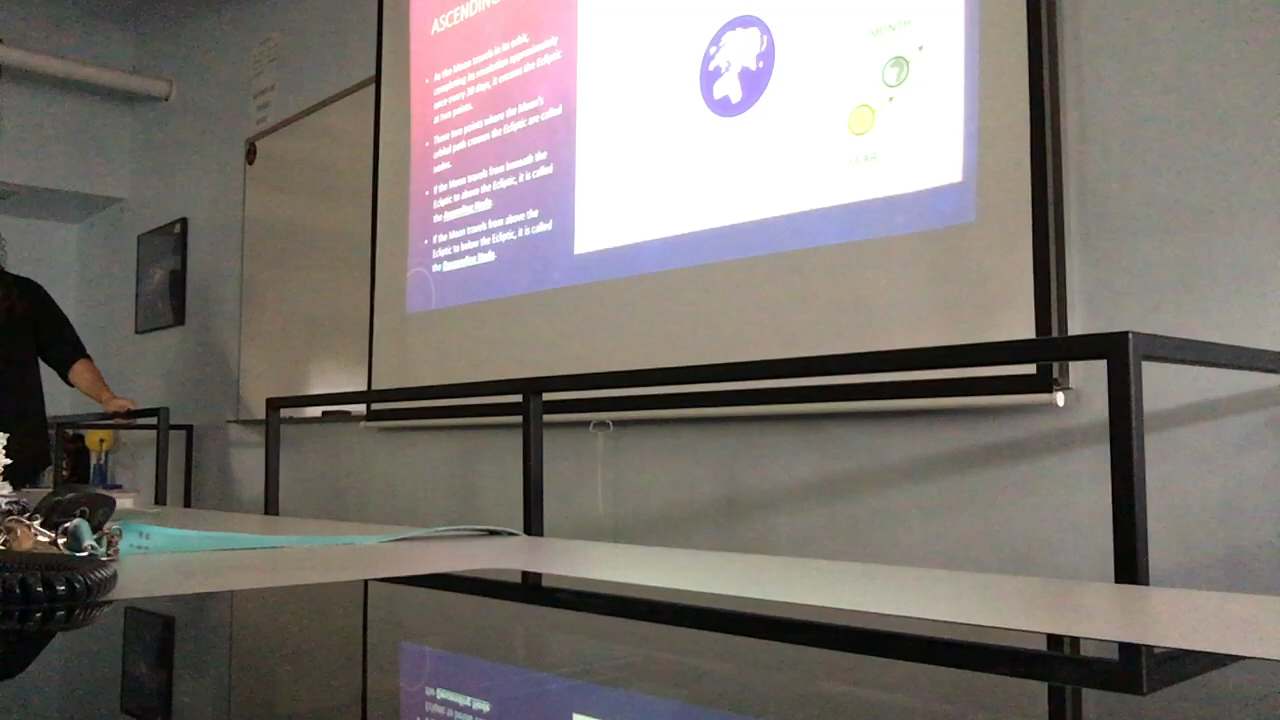 ASCENDING
• As the Moon travels in its orbit,
completing its revolution approximately
once every 30 days, it crosses the Ecliptic
at two points.
• These two points where the Moon's
orbital path crosses the Ecliptic are called
nodes.
• If the Moon travels from beneath the
Ecliptic to above the Ecliptic, it is called
the Ascending Node.
• If the Moon travels from above the
Ecliptic to below the Ecliptic, it is called
the Descending Node.
MONTH
YEAR